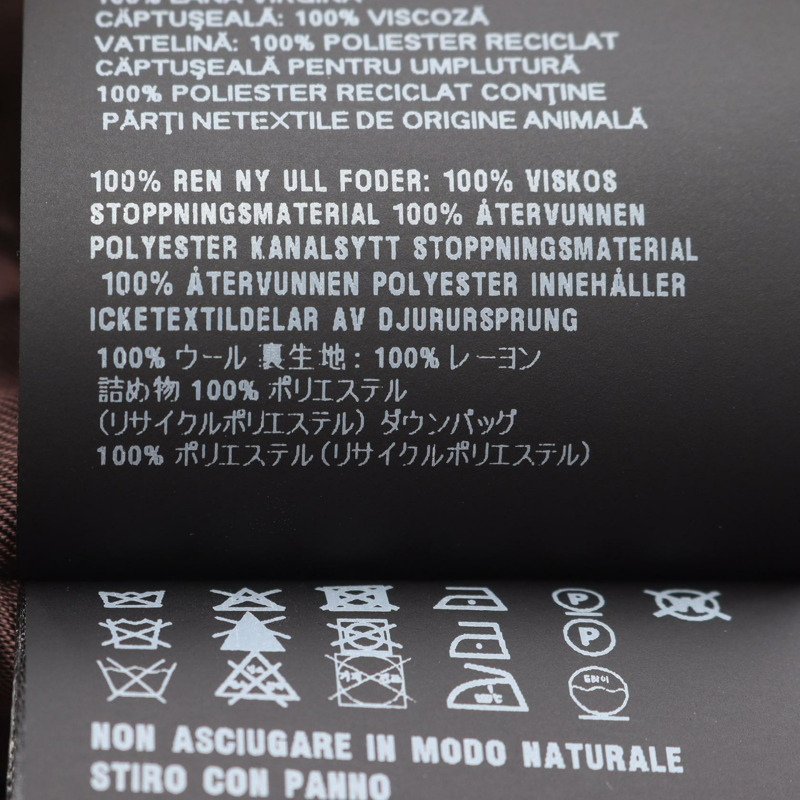 100% LANĂ VIRGINĂ
CĂPTUŞEALĂ: 100% VISCOZĂ
VATELINĂ: 100% POLIESTER RECICLAT
CĂPTUŞEALĂ PENTRU UMPLUTURĂ
100% POLIESTER RECICLAT CONŢINE
PĂRŢI NETEXTILE DE ORIGINE ANIMALĂ
100% REN NY ULL FODER: 100% VISKOS
STOPPNINGSMATERIAL 100% ÅTERVUNNEN
POLYESTER KANALSYTT STOPPNINGSMATERIAL
100% ÅTERVUNNEN POLYESTER INNEHÅLLER
ICKETEXTILDELAR AV DJURURSPRUNG
100% ウール 裏生地: 100% レーヨン
詰め物 100% ポリエステル
(リサイクルポリエステル) ダウンパッグ
100% ポリエステル(リサイクルポリエステル)
W
P
P
NON ASCIUGARE IN MODO NATURALE
STIRO CON PANNO